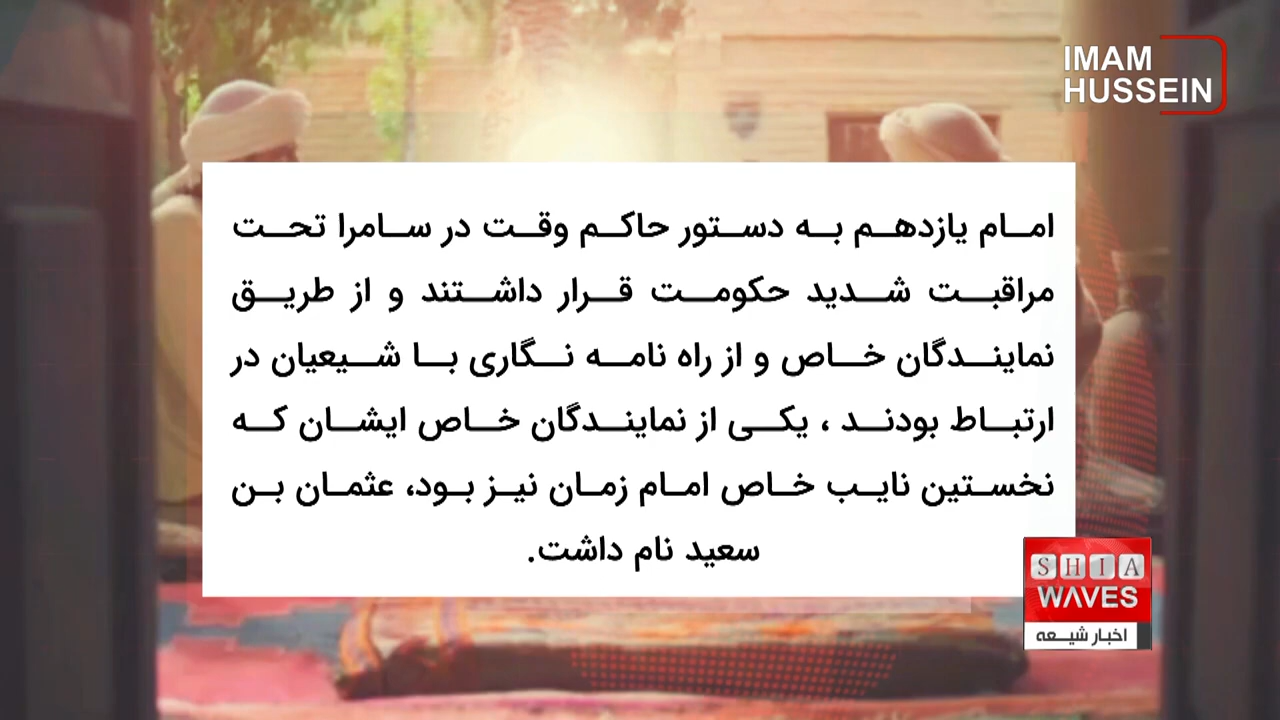 IMAM
HUSSEIN
امام یازدهم به دستور حاکم وقت در سامرا تحت
مراقبت شدید حکومت قرار داشتند و از طریق
نمایندگان خاص و از راه نامه نگاری با شیعیان در
ارتباط بودند ، یکی از نمایندگان خاص ایشان که
نخستین نایب خاص امام زمان نیز بود، عثمان بن
سعید نام داشت.
SHIA
WAVES
اخبار شیعه